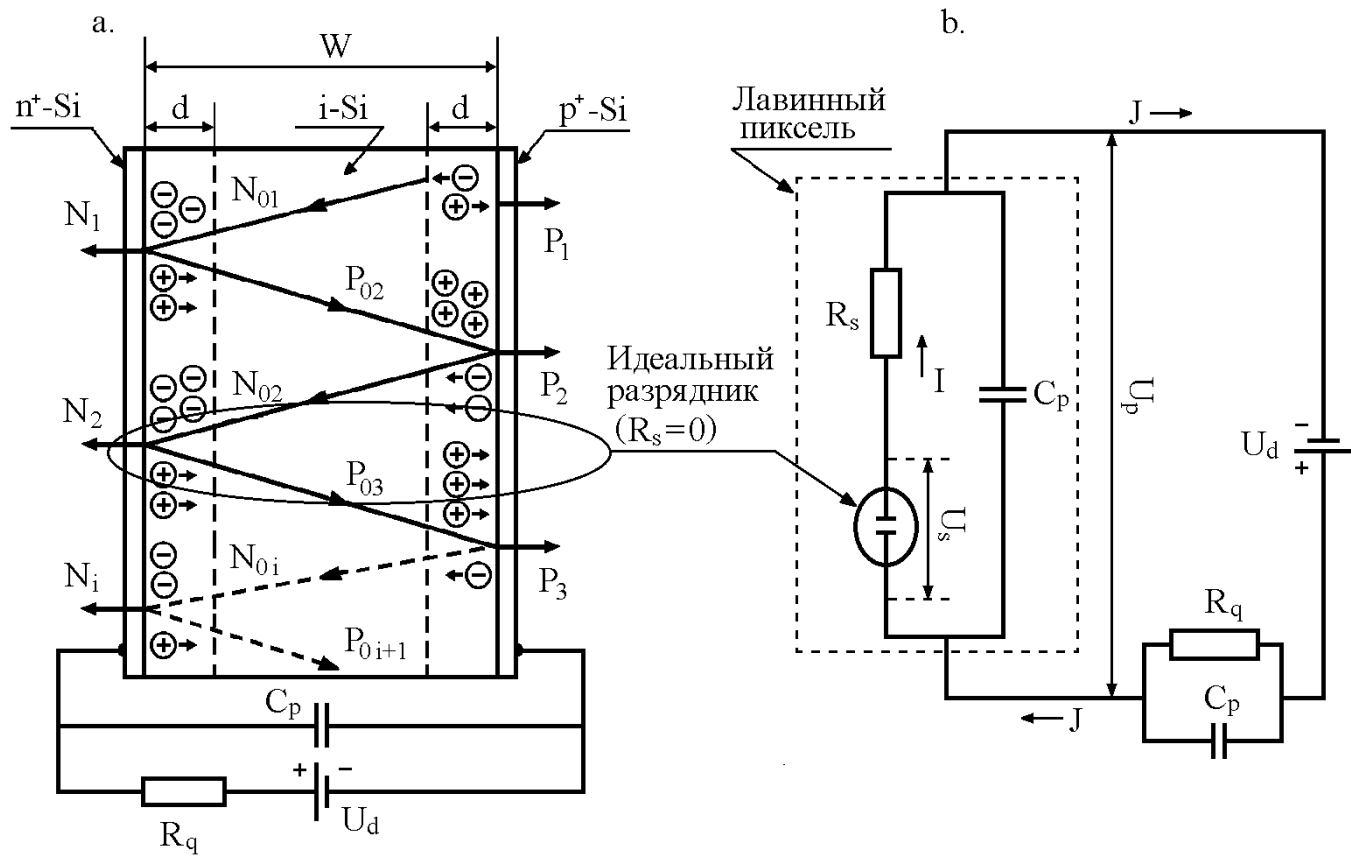 a.
W
n⁺-Si
d
i-Si
d
p⁺-Si
N₀₁
N₁
P₁
P₀₂
N₀₂
P₂
N₂
P₀₃
N₀ᵢ
P₃
Nᵢ
P₀ᵢ₊₁
Cₚ
+
-
R_q
U_d
Идеальный
разрядник
(Rₛ=0)
b.
Лавинный
пиксель
J
Rₛ
I
Cₚ
Uₚ
Uₛ
U_d
-
+
R_q
Cₚ
J